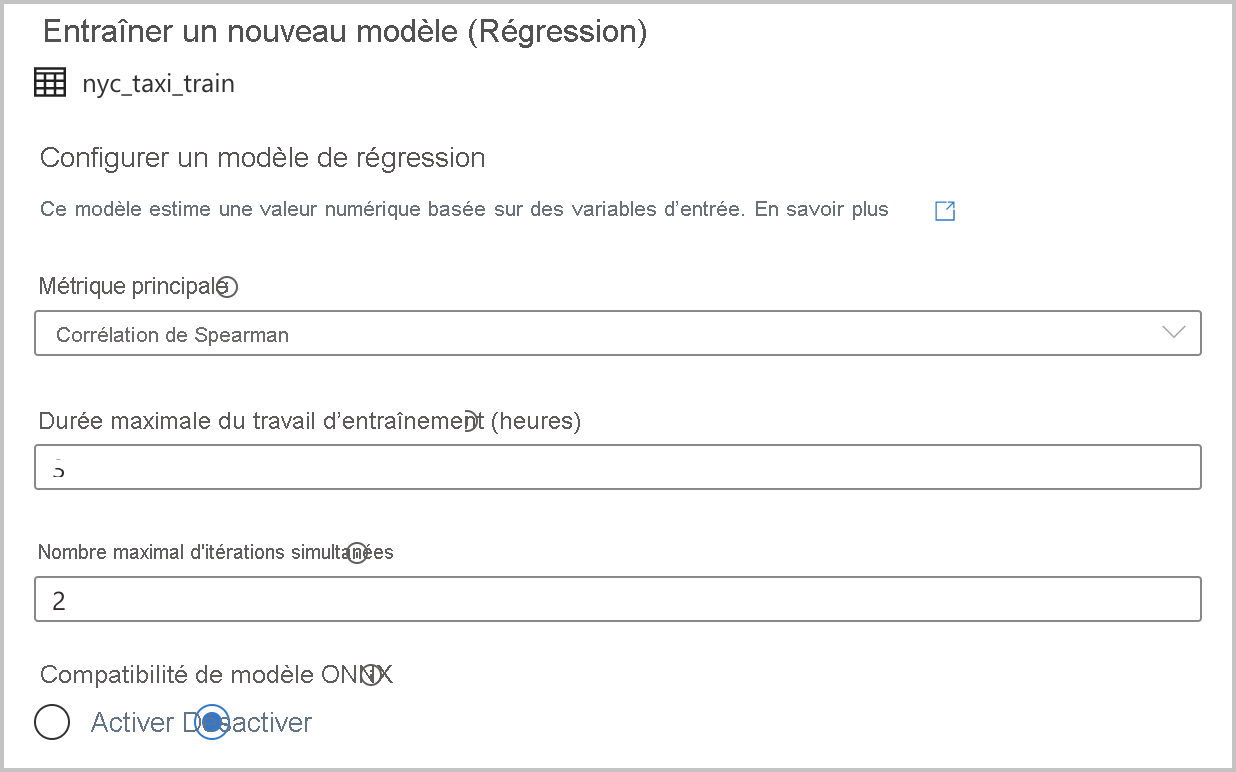 Entraîner un nouveau modèle (Régression)
nyc_taxi_train
Configurer un modèle de régression
Ce modèle estime une valeur numérique basée sur des variables d’entrée. En savoir plus
Métrique principale
Corrélation de Spearman
Durée maximale du travail d’entraînement (heures)
Nombre maximal d'itérations simultanées
2
Compatibilité de modèle ONNX
Activer Désactiver